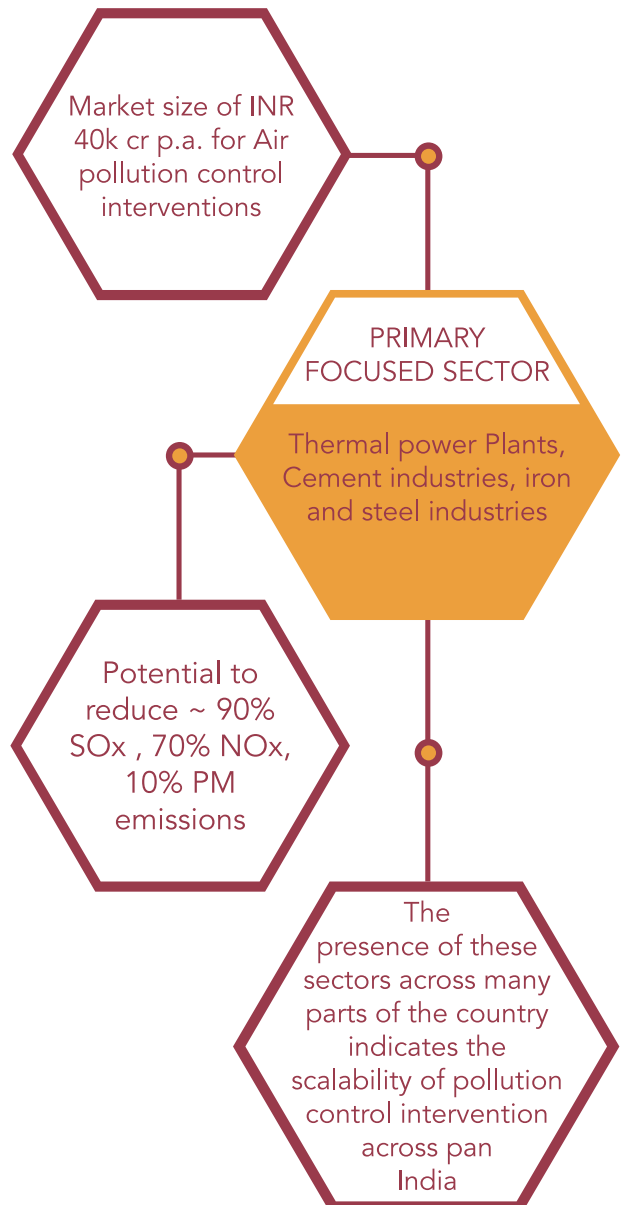 Market size of INR
40k cr p.a. for Air
pollution control
interventions
PRIMARY
FOCUSED SECTOR
Thermal power Plants,
Cement industries, iron
and steel industries
Potential to
reduce ~ 90%
SOx , 70% NOx,
10% PM
emissions
The
presence of these
sectors across many
parts of the country
indicates the
scalability of pollution
control intervention
across pan
India